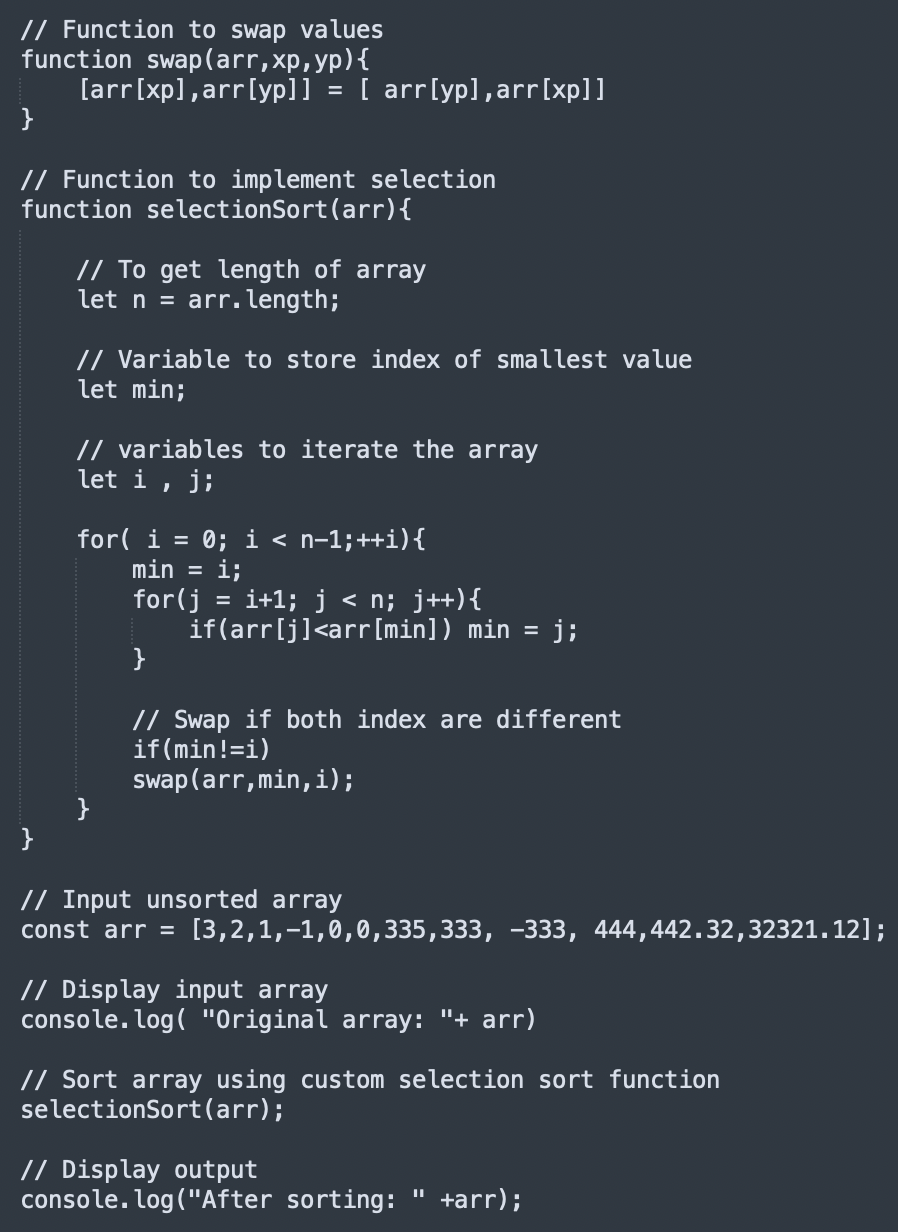 // Function to swap values
function swap(arr,xp,yp){
    [arr[xp],arr[yp]] = [ arr[yp],arr[xp]]
}

// Function to implement selection
function selectionSort(arr){

    // To get length of array
    let n = arr.length;

    // Variable to store index of smallest value
    let min;

    // variables to iterate the array
    let i , j;

    for( i = 0; i < n-1;++i){
        min = i;
        for(j = i+1; j < n; j++){
            if(arr[j]<arr[min]) min = j;
        }

        // Swap if both index are different
        if(min!=i)
        swap(arr,min,i);
    }
}

// Input unsorted array
const arr = [3,2,1,-1,0,0,335,333, -333, 444,442.32,32321.12];

// Display input array
console.log( "Original array: "+ arr)

// Sort array using custom selection sort function
selectionSort(arr);

// Display output
console.log("After sorting: " +arr);